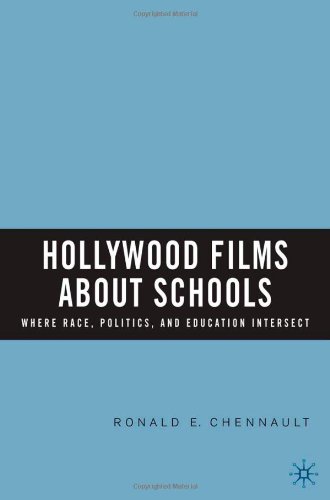 HOLLYWOOD FILMS
ABOUT SCHOOLS
WHERE RACE, POLITICS, AND EDUCATION INTERSECT
RONALD E. CHENNAULT